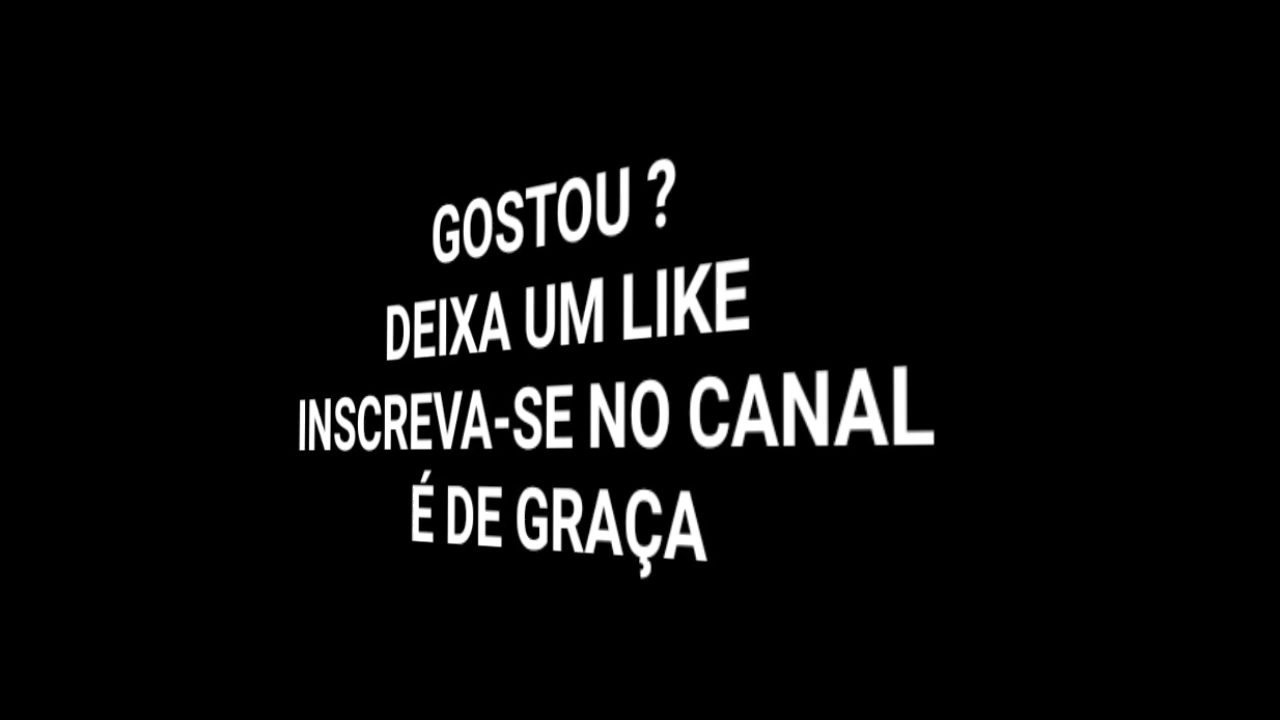 GOSTOU ?
DEIXA UM LIKE
INSCREVA-SE NO CANAL
É DE GRAÇA